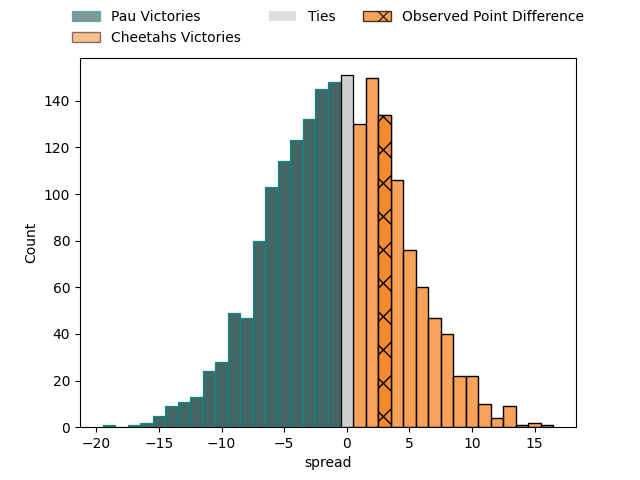 Pau Victories
Cheetahs Victories
Ties
Observed Point Difference
140
120
100
80
60
40
20
0
Count
−20
−15
−10
−5
0
5
10
15
spread